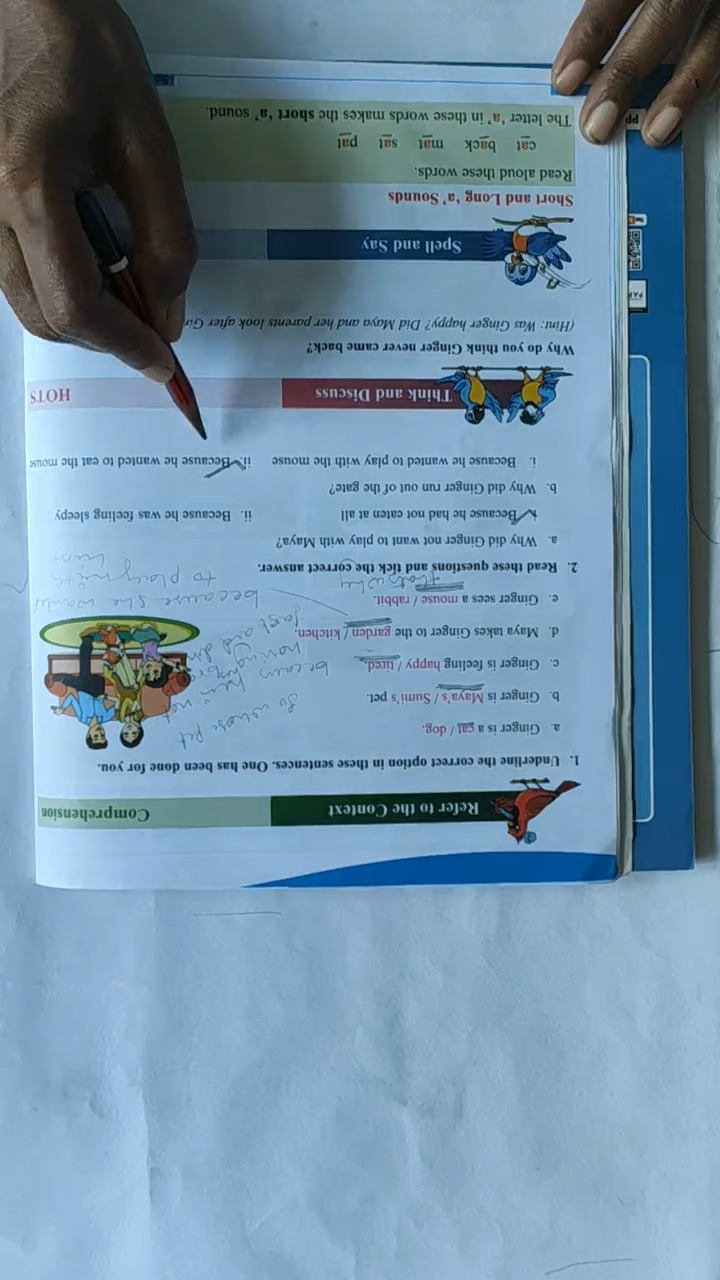 Refer to the Context
Comprehension
1. Underline the correct option in these sentences. One has been done for you.
a. Ginger is a cat / dog.
b. Ginger is Maya's / Sumi's pet.
c. Ginger is feeling happy / tired.
d. Maya takes Ginger to the garden / kitchen.
e. Ginger sees a mouse / rabbit.
pet
not
and
because she wanted
to play with
him
2. Read these questions and tick the correct answer.
a. Why did Ginger not want to play with Maya?
i. Because he had not eaten at all
ii. Because he was feeling sleepy
b. Why did Ginger run out of the gate?
i. Because he wanted to play with the mouse
ii. Because he wanted to eat the mouse
Think and Discuss
HOTS
Why do you think Ginger never came back?
(Hint: Was Ginger happy? Did Maya and her parents look after
Spell and Say
Short and Long 'a' Sounds
Read aloud these words.
cat back mat sat pat
The letter 'a' in these words makes the short 'a' sound.